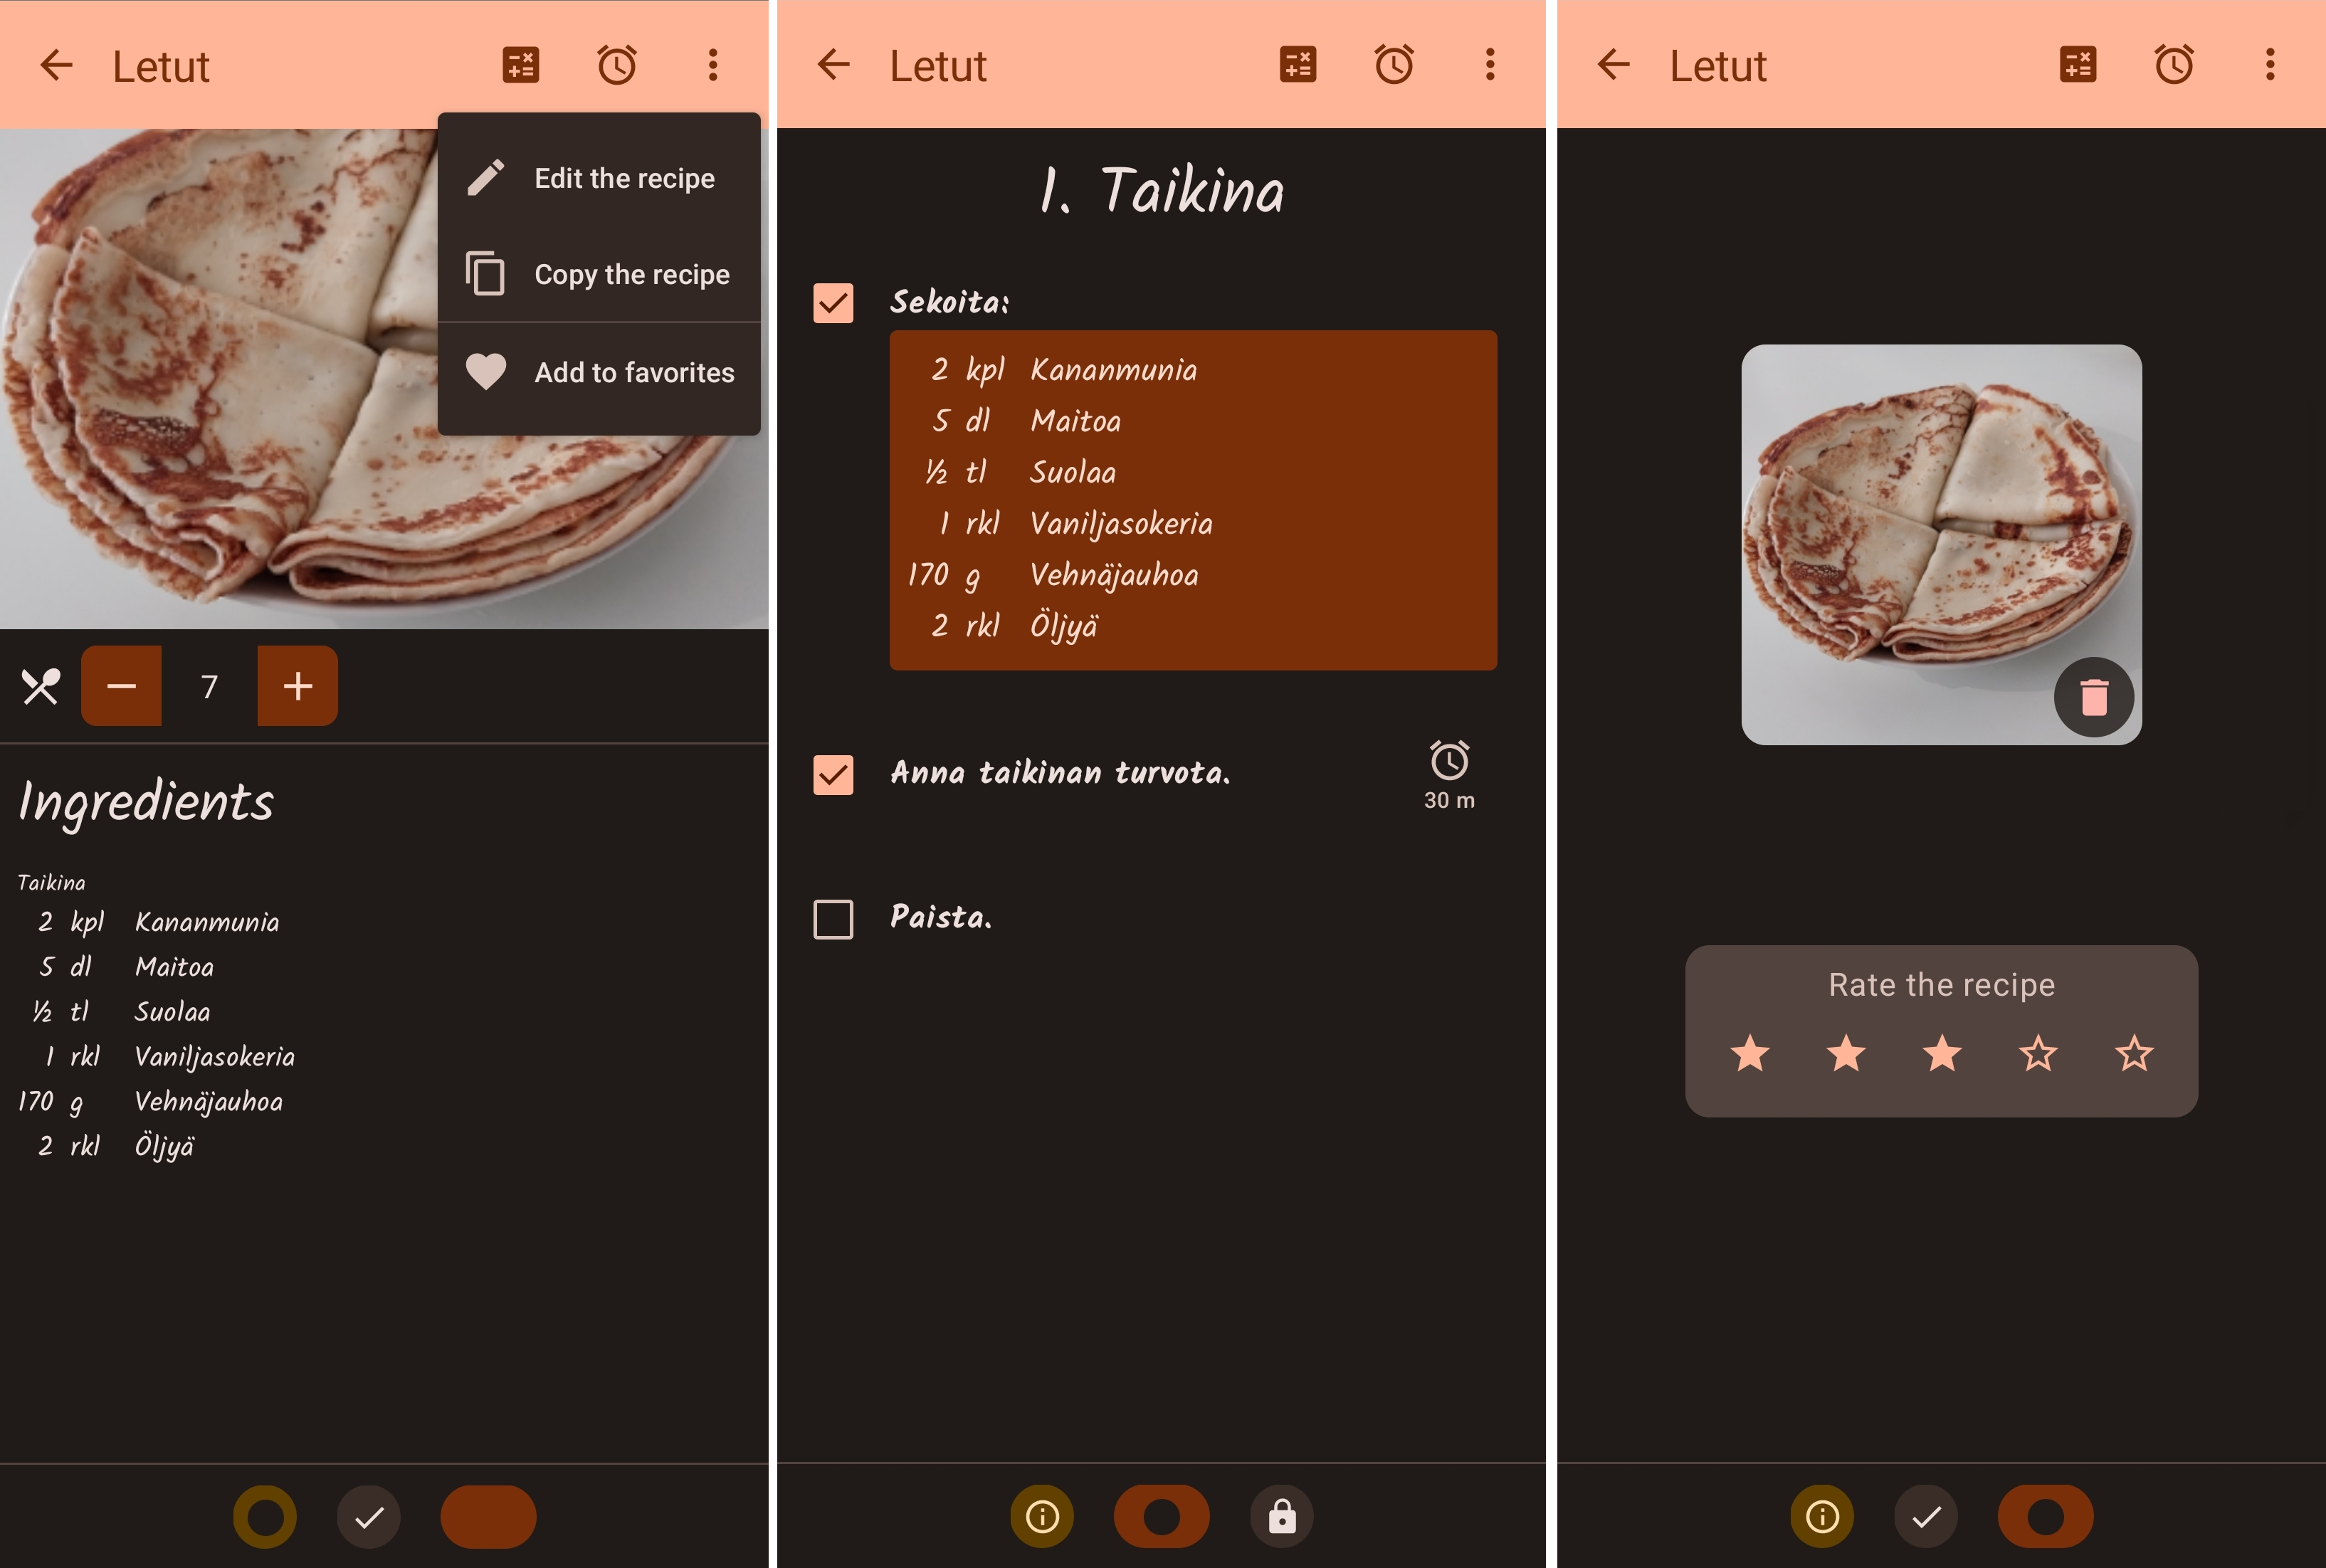 Letut
Edit the recipe
Copy the recipe
Add to favorites
7
Ingredients
Taikina
2 kpl Kananmunia
5 dl Maitoa
½ tl Suolaa
1 rkl Vaniljasokeria
170 g Vehnäjauhoa
2 rkl Öljyä
Letut
1. Taikina
Sekoita:
2 kpl Kananmunia
5 dl Maitoa
½ tl Suolaa
1 rkl Vaniljasokeria
170 g Vehnäjauhoa
2 rkl Öljyä
Anna taikinan turvota.
30 m
Paista.
Letut
Rate the recipe